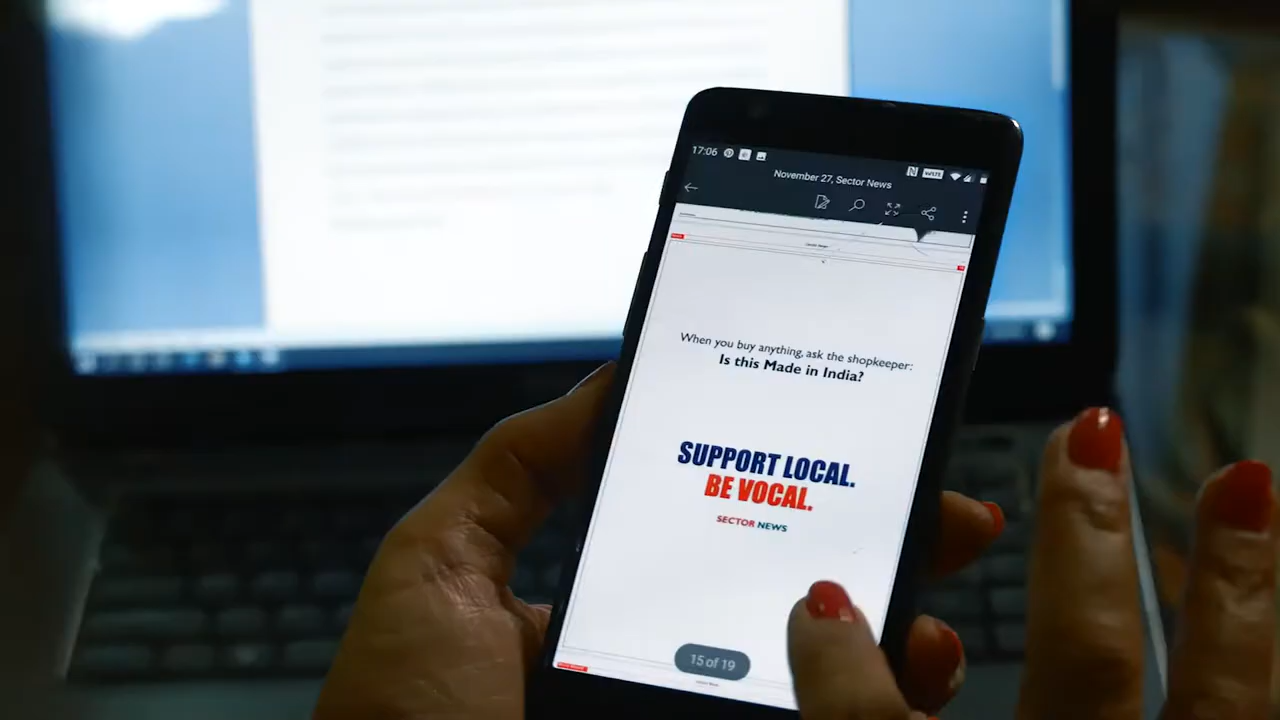 17:06
November 27, Sector News
When you buy anything, ask the shopkeeper:
Is this Made in India?
SUPPORT LOCAL.
BE VOCAL.
SECTOR NEWS
15 of 19